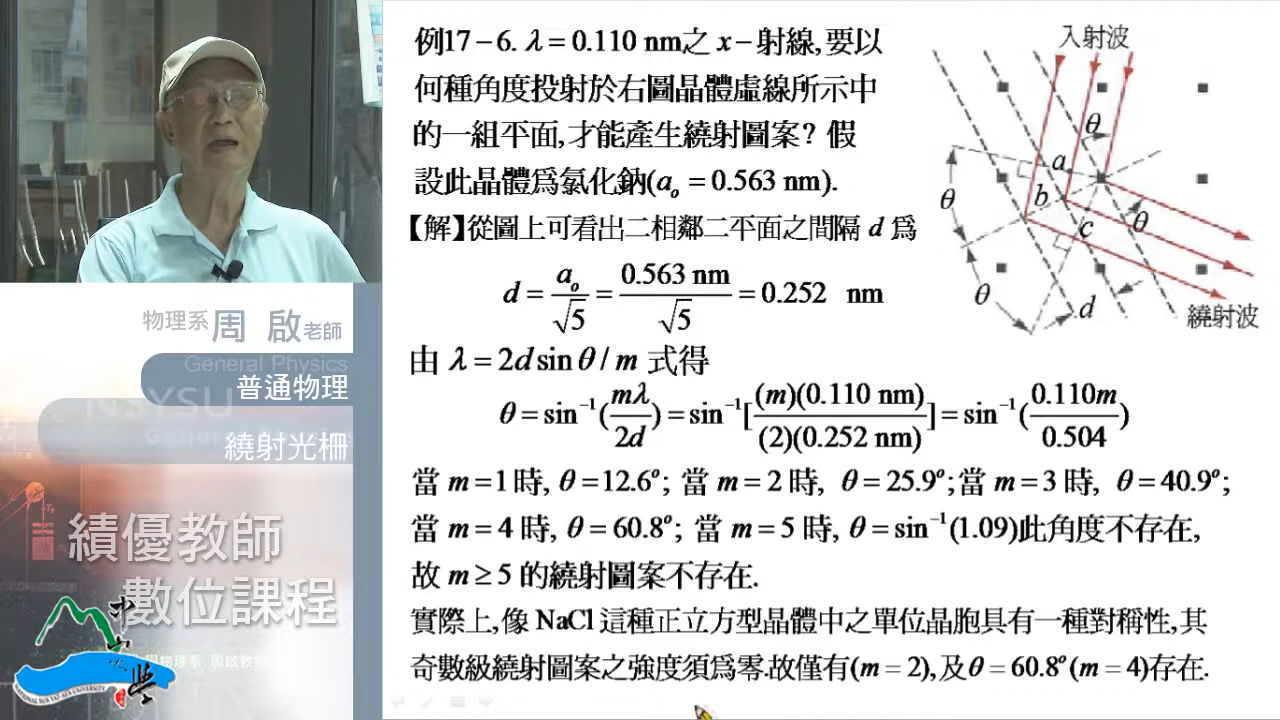 例17－6. λ = 0.110 nm之 x－射線,要以
何種角度投射於右圖晶體虛線所示中
的一組平面,才能產生繞射圖案？假
設此晶體爲氯化鈉(aₒ = 0.563 nm).
【解】從圖上可看出二相鄰二平面之間隔 d 爲
d = aₒ/√5 = 0.563 nm/√5 = 0.252 nm
由 λ = 2d sin θ / m 式得
θ = sin⁻¹(mλ/2d) = sin⁻¹[(m)(0.110 nm)/(2)(0.252 nm)] = sin⁻¹(0.110m/0.504)
當 m = 1 時, θ = 12.6°; 當 m = 2 時, θ = 25.9°;當 m = 3 時, θ = 40.9°;
當 m = 4 時, θ = 60.8°; 當 m = 5 時, θ = sin⁻¹(1.09)此角度不存在,
故 m ≥ 5 的繞射圖案不存在.
實際上,像 NaCl 這種正立方型晶體中之單位晶胞具有一種對稱性,其
奇數級繞射圖案之強度須爲零.故僅有(m = 2),及θ = 60.8°(m = 4)存在.
入射波
θ
a
b
c
θ
θ
θ
d
繞射波
物理系 周 啟 老師
General Physics
普通物理
NSYSU
繞射光柵
績優教師
數位課程